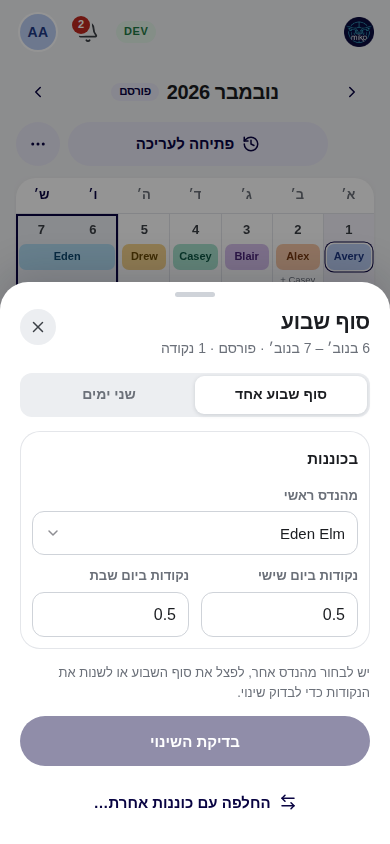 AA
2
DEV
miko
נובמבר 2026
פורסם
פתיחה לעריכה
א׳ ב׳ ג׳ ד׳ ה׳ ו׳ ש׳
1 2 3 4 5 6 7
Avery Alex Blair Casey Drew Eden
+ Casey
סוף שבוע
6 בנוב׳ – 7 בנוב׳ · פורסם · 1 נקודה
סוף שבוע אחד
שני ימים
בכוננות
מהנדס ראשי
Eden Elm
נקודות ביום שישי
נקודות ביום שבת
0.5
0.5
יש לבחור מהנדס אחר, לפצל את סוף השבוע או לשנות את
הנקודות כדי לבדוק שינוי.
בדיקת השינוי
החלפה עם כוננות אחרת...